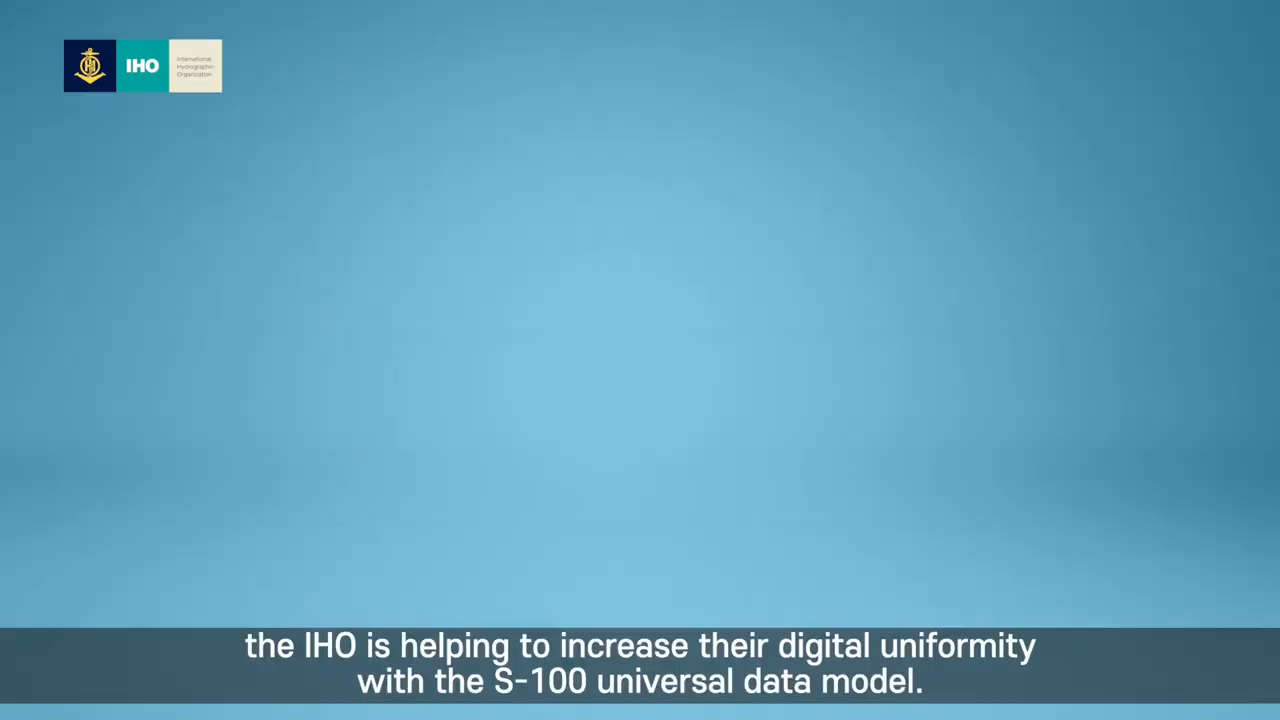 IHO
International
Hydrographic
Organization
the IHO is helping to increase their digital uniformity
with the S-100 universal data model.